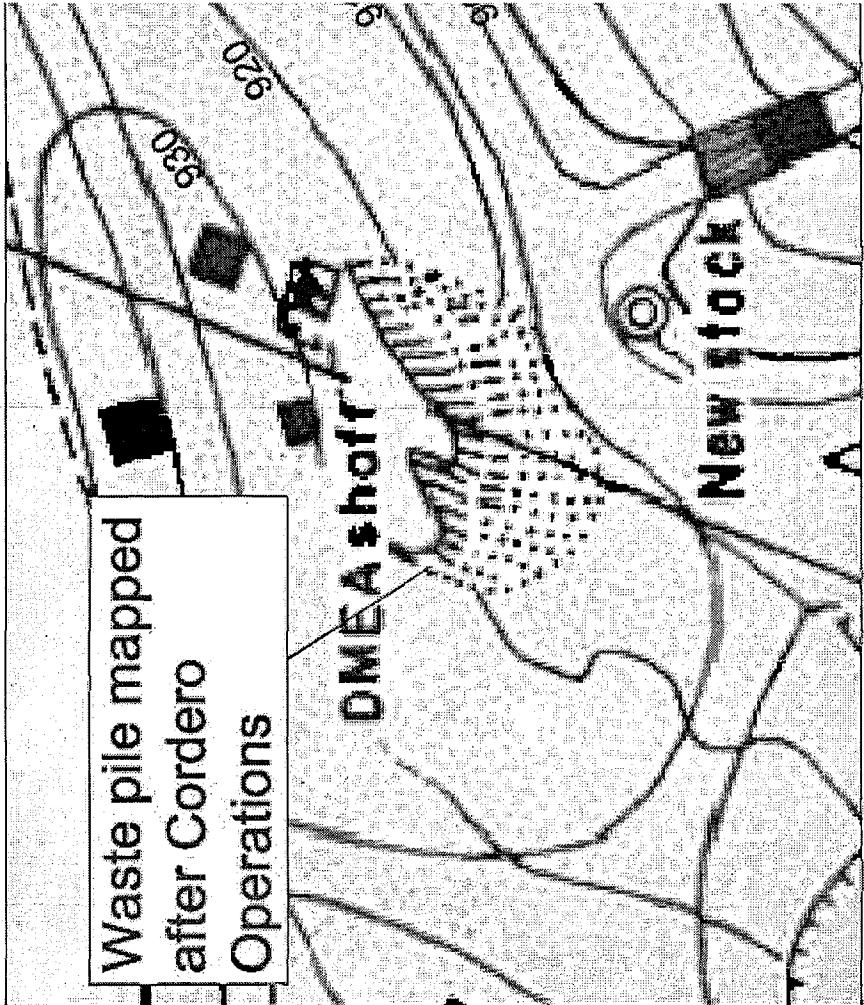 Waste pile mapped
after Cordero
Operations
DMEA shaft
930
920
New stack